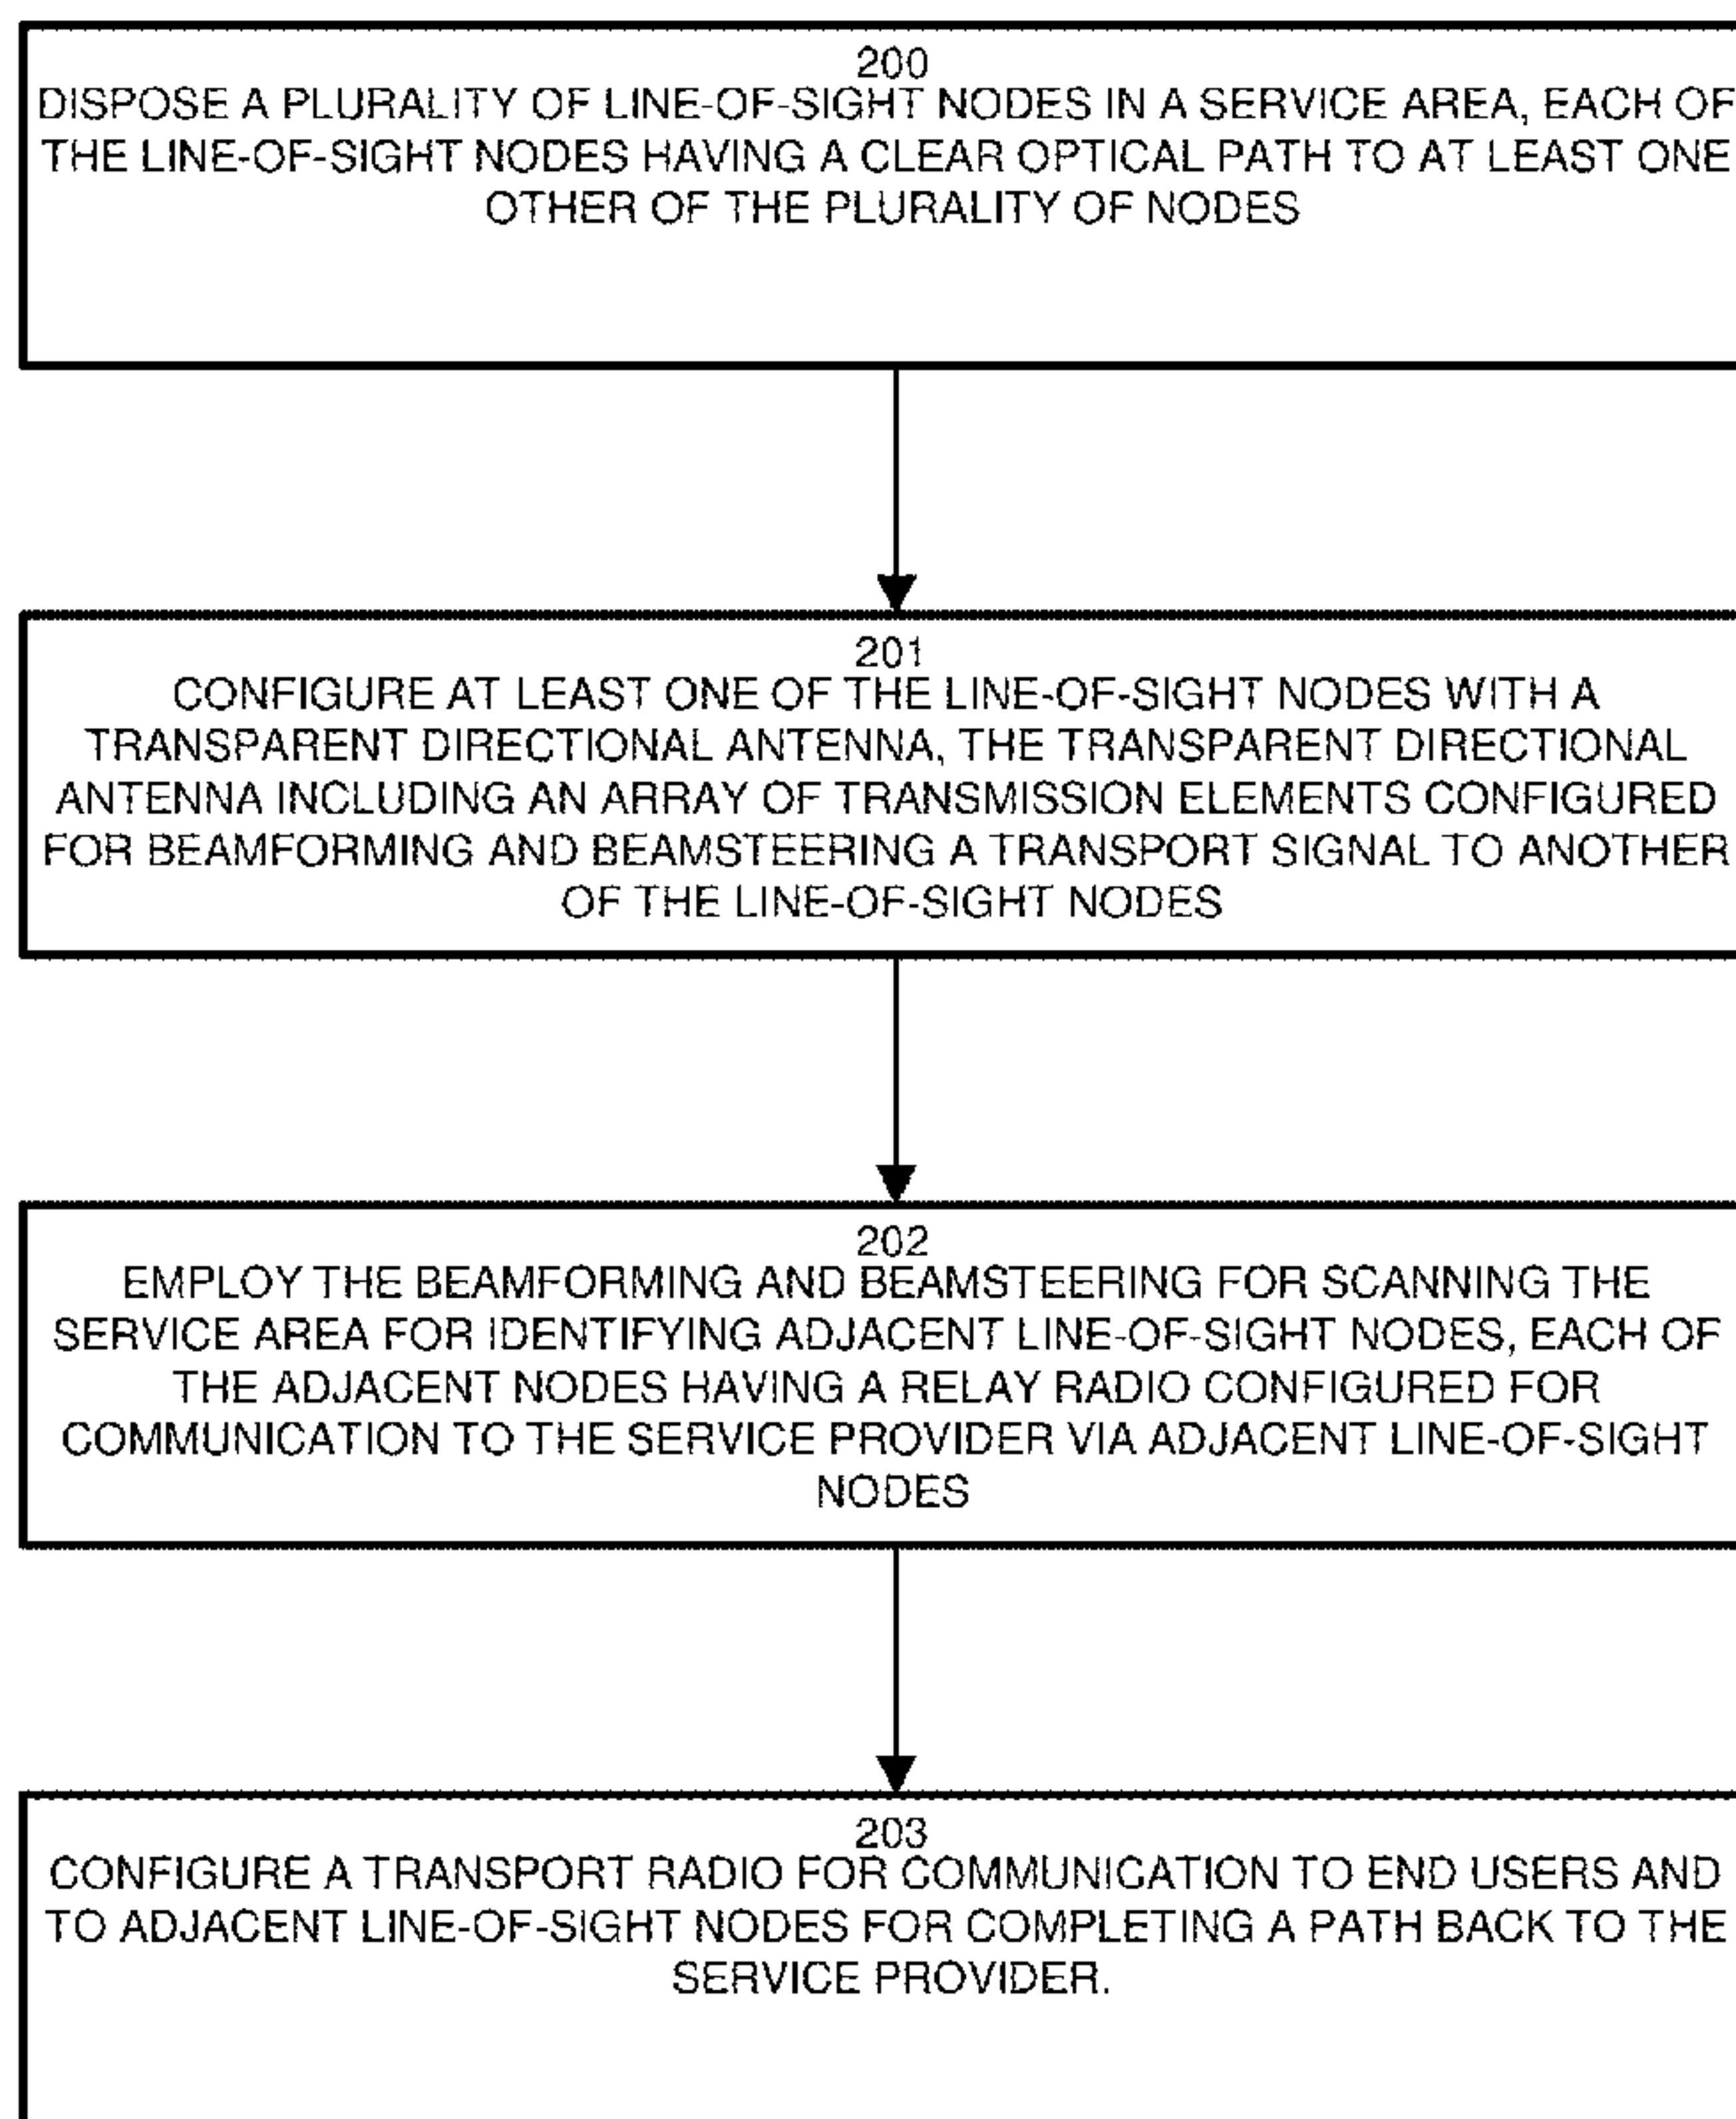 200
DISPOSE A PLURALITY OF LINE-OF-SIGHT NODES IN A SERVICE AREA, EACH OF
THE LINE-OF-SIGHT NODES HAVING A CLEAR OPTICAL PATH TO AT LEAST ONE
OTHER OF THE PLURALITY OF NODES
201
CONFIGURE AT LEAST ONE OF THE LINE-OF-SIGHT NODES WITH A
TRANSPARENT DIRECTIONAL ANTENNA, THE TRANSPARENT DIRECTIONAL
ANTENNA INCLUDING AN ARRAY OF TRANSMISSION ELEMENTS CONFIGURED
FOR BEAMFORMING AND BEAMSTEERING A TRANSPORT SIGNAL TO ANOTHER
OF THE LINE-OF-SIGHT NODES
202
EMPLOY THE BEAMFORMING AND BEAMSTEERING FOR SCANNING THE
SERVICE AREA FOR IDENTIFYING ADJACENT LINE-OF-SIGHT NODES, EACH OF
THE ADJACENT NODES HAVING A RELAY RADIO CONFIGURED FOR
COMMUNICATION TO THE SERVICE PROVIDER VIA ADJACENT LINE-OF-SIGHT
NODES
203
CONFIGURE A TRANSPORT RADIO FOR COMMUNICATION TO END USERS AND
TO ADJACENT LINE-OF-SIGHT NODES FOR COMPLETING A PATH BACK TO THE
SERVICE PROVIDER.